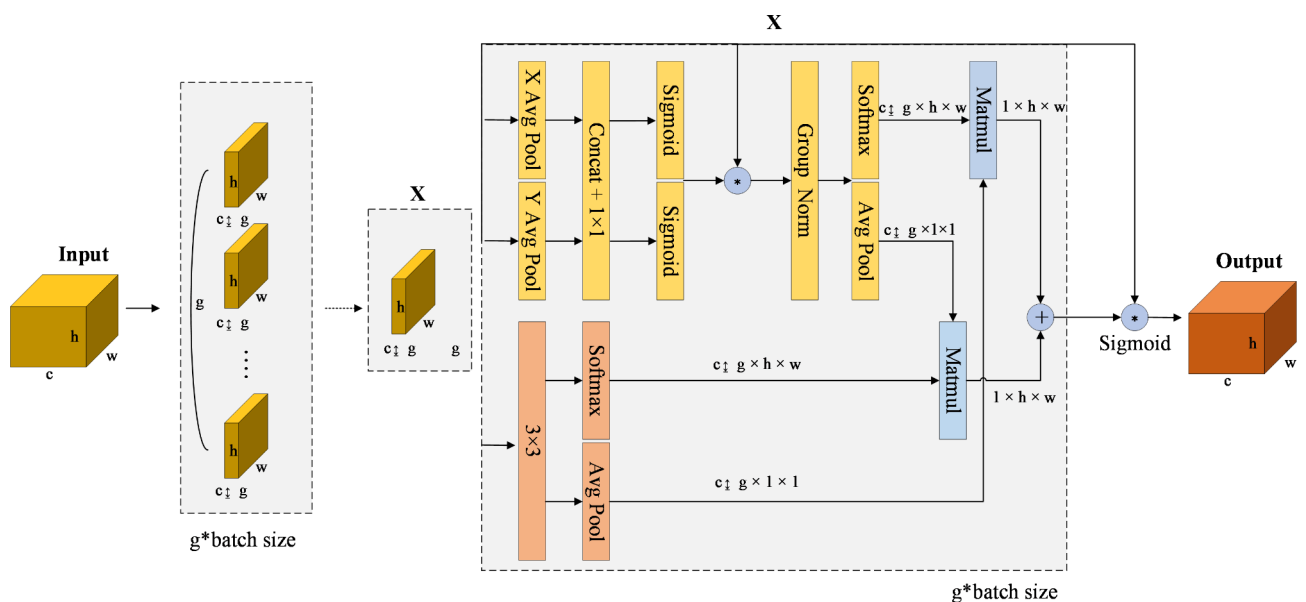 Input
h
w
c
h
w
c↨ g
h
w
c↨ g
g
....
h
w
c↨ g
g*batch size
X
h
w
c↨ g
g
X
X Avg Pool
Y Avg Pool
Concat + 1×1
Sigmoid
Sigmoid
*
Group Norm
Softmax
Avg Pool
c↨ g × h × w
c↨ g ×1×1
Matmul
1 × h × w
3×3
Softmax
Avg Pool
c↨ g × h × w
c↨ g × 1 × 1
Matmul
1 × h × w
+
*
Sigmoid
g*batch size
Output
h
w
c